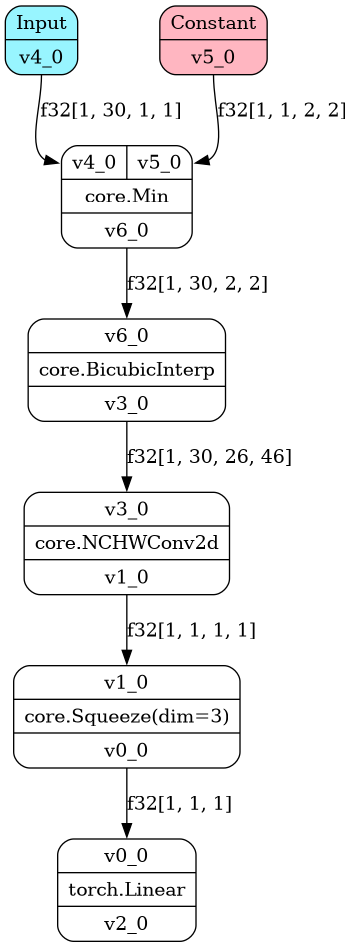 Input
v4_0
Constant
v5_0
f32[1, 30, 1, 1]
f32[1, 1, 2, 2]
v4_0 v5_0
core.Min
v6_0
f32[1, 30, 2, 2]
v6_0
core.BicubicInterp
v3_0
f32[1, 30, 26, 46]
v3_0
core.NCHWConv2d
v1_0
f32[1, 1, 1, 1]
v1_0
core.Squeeze(dim=3)
v0_0
f32[1, 1, 1]
v0_0
torch.Linear
v2_0